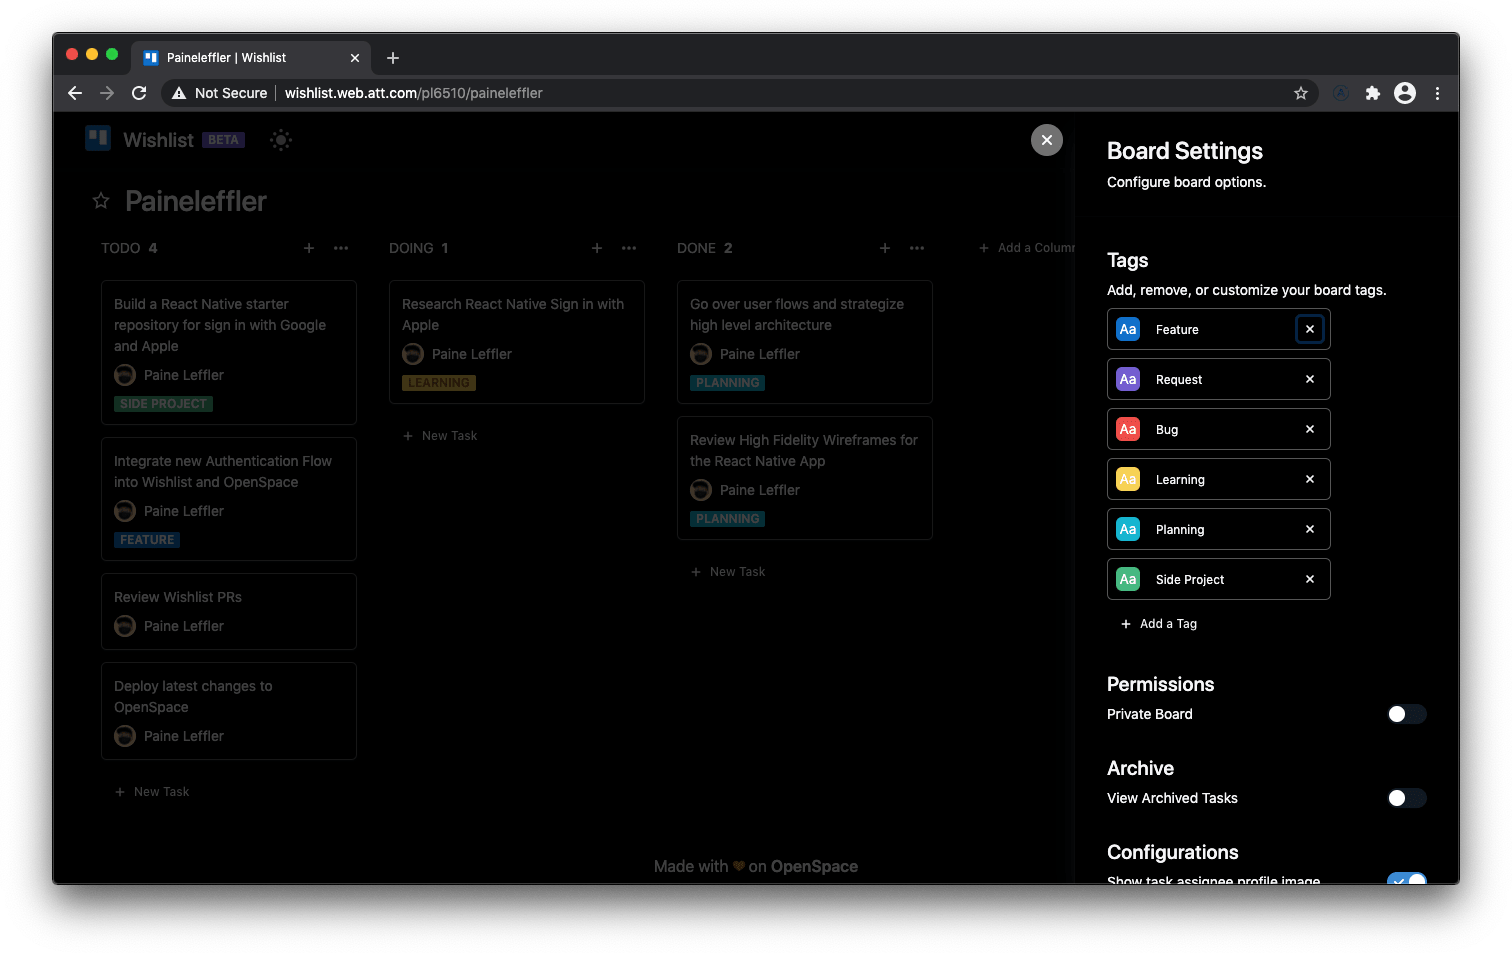 Paineleffler | Wishlist
Not Secure wishlist.web.att.com/pl6510/paineleffler
Wishlist BETA
Paineleffler
TODO 4
Build a React Native starter
repository for sign in with Google
and Apple
Paine Leffler
SIDE PROJECT
Integrate new Authentication Flow
into Wishlist and OpenSpace
Paine Leffler
FEATURE
Review Wishlist PRs
Paine Leffler
Deploy latest changes to
OpenSpace
Paine Leffler
+ New Task
DOING 1
Research React Native Sign in with
Apple
Paine Leffler
LEARNING
+ New Task
DONE 2
Go over user flows and strategize
high level architecture
Paine Leffler
PLANNING
Review High Fidelity Wireframes for
the React Native App
Paine Leffler
PLANNING
+ New Task
+ Add a Column
Made with 🧡 on OpenSpace
Board Settings
Configure board options.
Tags
Add, remove, or customize your board tags.
Aa Feature
Aa Request
Aa Bug
Aa Learning
Aa Planning
Aa Side Project
+ Add a Tag
Permissions
Private Board
Archive
View Archived Tasks
Configurations
Show task assignee profile image